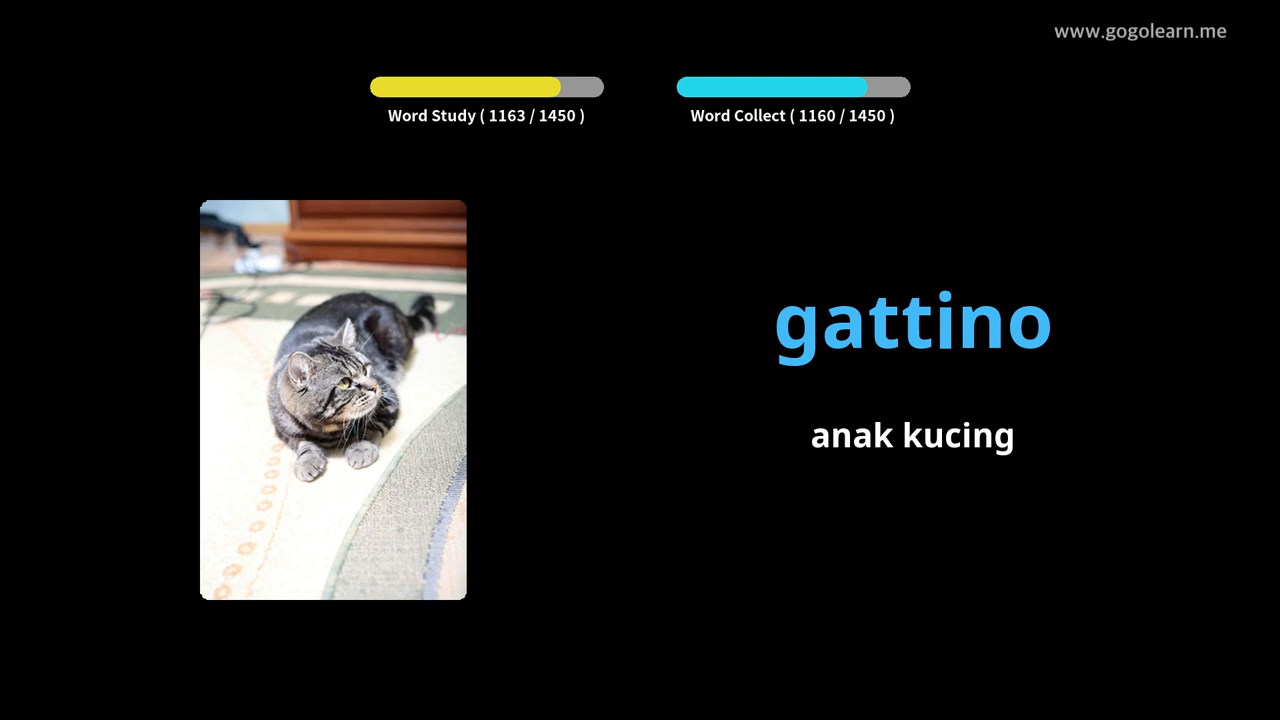 www.gogolearn.me
Word Study ( 1163 / 1450 )
Word Collect ( 1160 / 1450 )
gattino
anak kucing